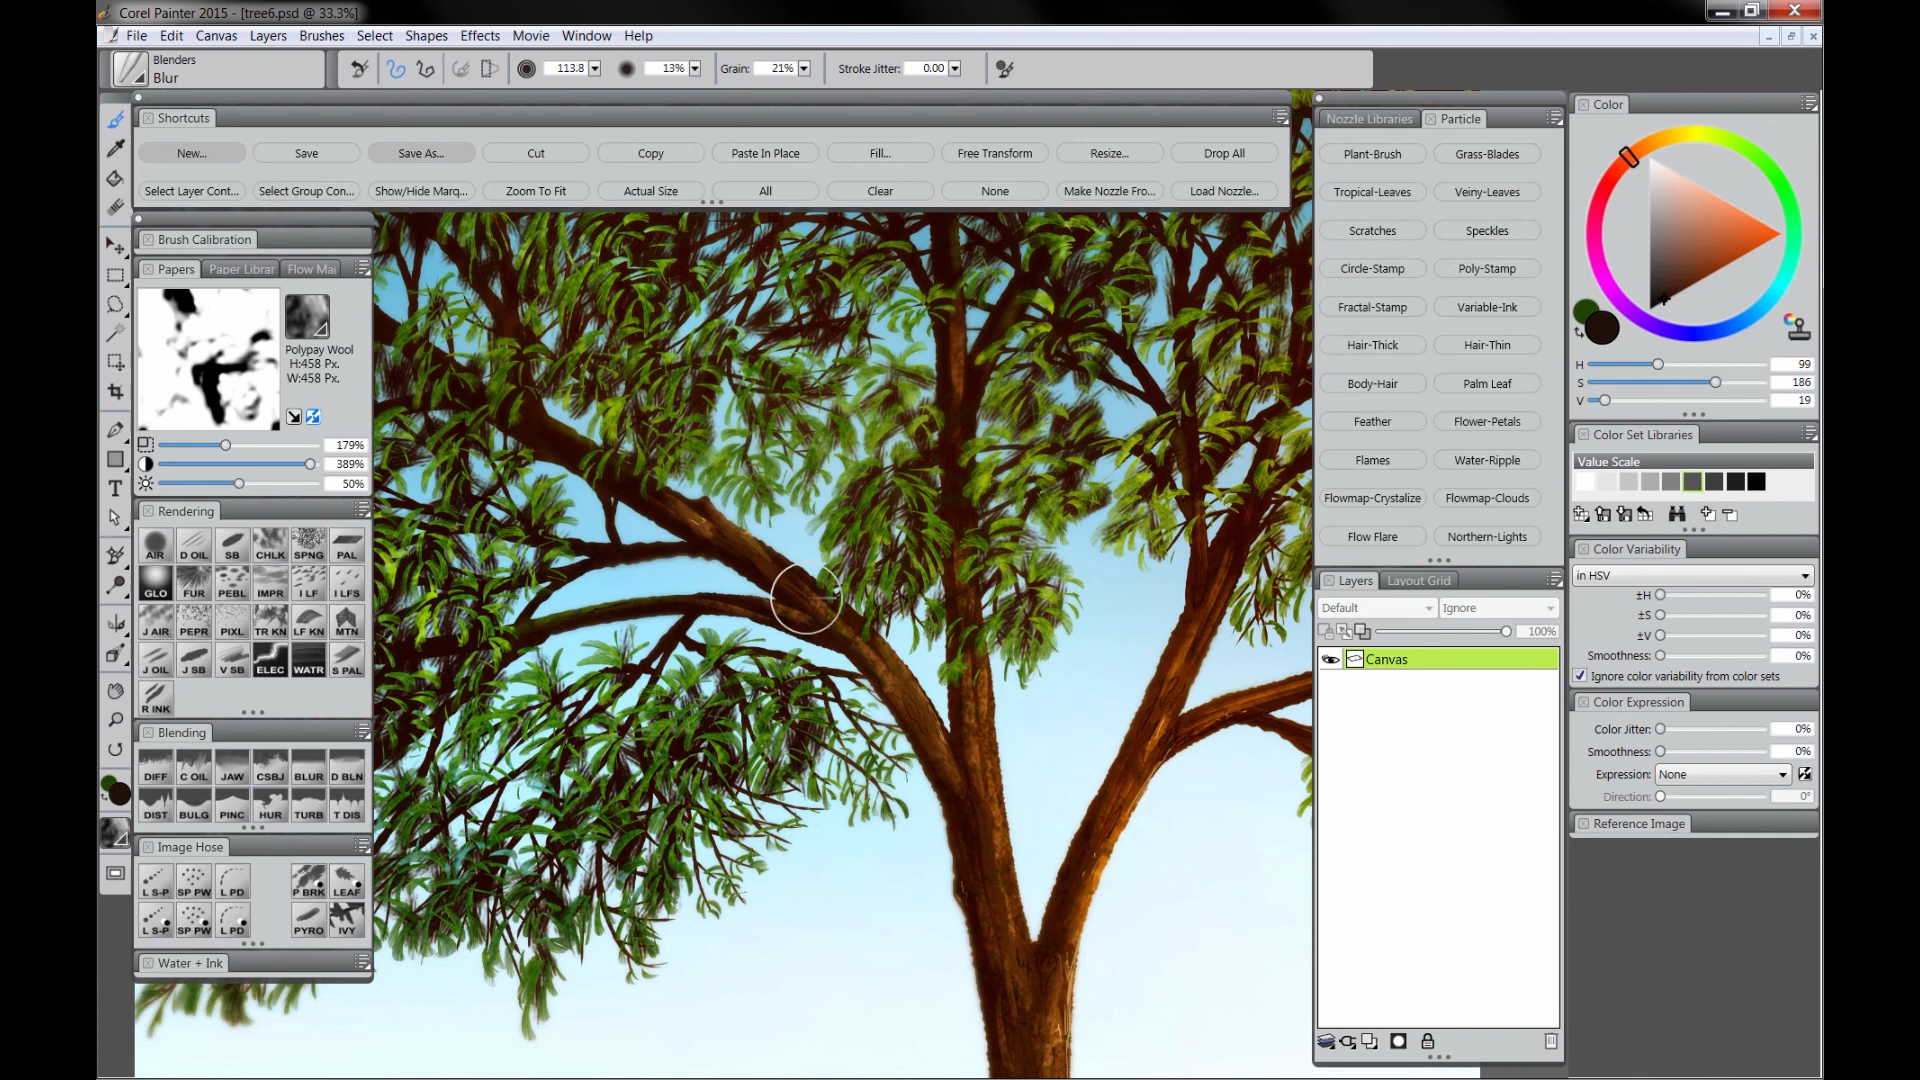 Corel Painter 2015 - [tree6.psd @ 33.3%]
File Edit Canvas Layers Brushes Select Shapes Effects Movie Window Help
Blenders
Blur
113.8 13% Grain: 21% Stroke Jitter: 0.00
Shortcuts
New... Save Save As... Cut Copy Paste In Place Fill... Free Transform Resize... Drop All
Select Layer Cont... Select Group Con... Show/Hide Marq... Zoom To Fit Actual Size All Clear None Make Nozzle Fro... Load Nozzle...
Brush Calibration
Papers Paper Librar Flow Ma
Polypay Wool
H:458 Px.
W:458 Px.
179%
389%
50%
Rendering
AIR D OIL SB CHLK SPNG PAL
GLO FUR PEBL IMPR I LF I LFS
J AIR PEPR PIXL TR KN LF KN MTN
J OIL J SB V SB ELEC WATR S PAL
R INK
Blending
DIFF C OIL JAW CSBJ BLUR D BLN
DIST BULG PINC HUR TURB T DIS
Image Hose
L S-P SP PW L PD P BRK LEAF
L S-P SP PW L PD PYRO IVY
Water + Ink
Nozzle Libraries Particle
Plant-Brush Grass-Blades
Tropical-Leaves Veiny-Leaves
Scratches Speckles
Circle-Stamp Poly-Stamp
Fractal-Stamp Variable-Ink
Hair-Thick Hair-Thin
Body-Hair Palm Leaf
Feather Flower-Petals
Flames Water-Ripple
Flowmap-Crystalize Flowmap-Clouds
Flow Flare Northern-Lights
Layers Layout Grid
Default Ignore
100%
Canvas
Color
H 99
S 186
V 19
Color Set Libraries
Value Scale
Color Variability
in HSV
±H 0%
±S 0%
±V 0%
Smoothness: 0%
Ignore color variability from color sets
Color Expression
Color Jitter: 0%
Smoothness: 0%
Expression: None
Direction: 0°
Reference Image